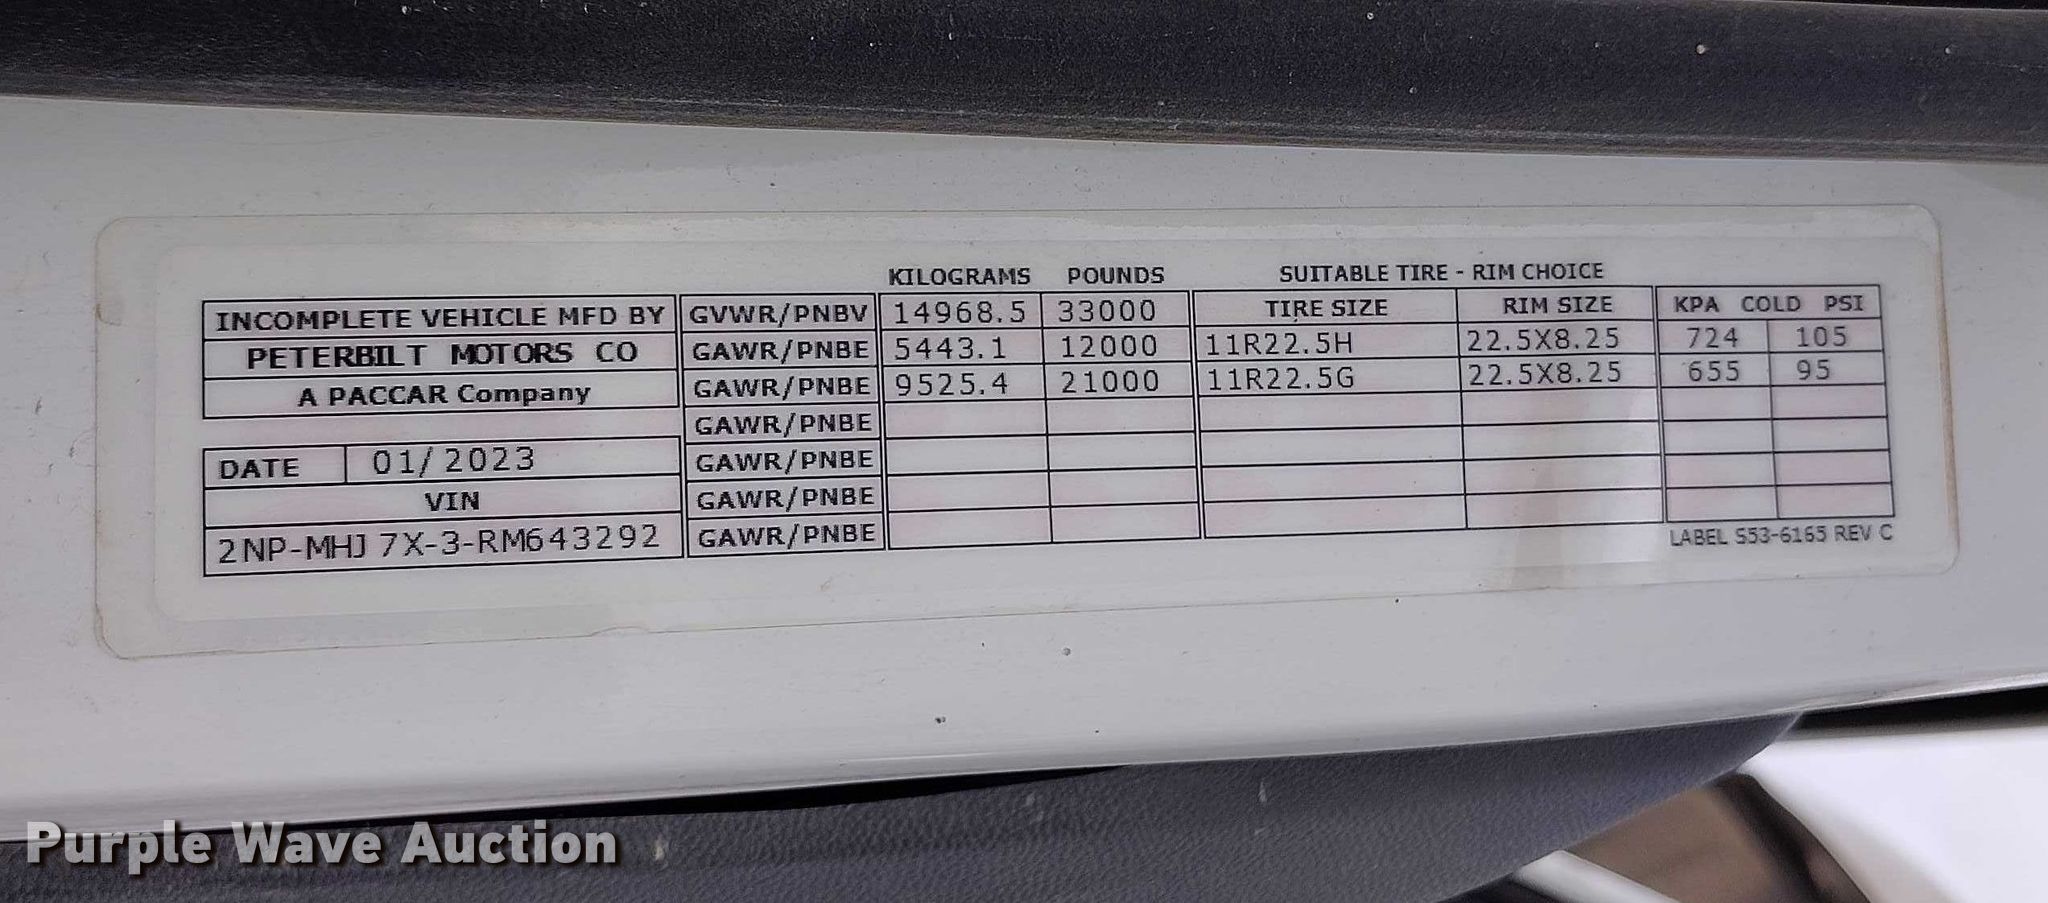 KILOGRAMS POUNDS SUITABLE TIRE - RIM CHOICE
INCOMPLETE VEHICLE MFD BY GVWR/PNBV 14968.5 33000 TIRE SIZE RIM SIZE KPA COLD PSI
PETERBILT MOTORS CO GAWR/PNBE 5443.1 12000 11R22.5H 22.5X8.25 724 105
A PACCAR Company GAWR/PNBE 9525.4 21000 11R22.5G 22.5X8.25 655 95
GAWR/PNBE
DATE 01/2023 GAWR/PNBE
VIN GAWR/PNBE
2NP-MHJ7X-3-RM643292 GAWR/PNBE
LABEL S53-6165 REV C
Purple Wave Auction